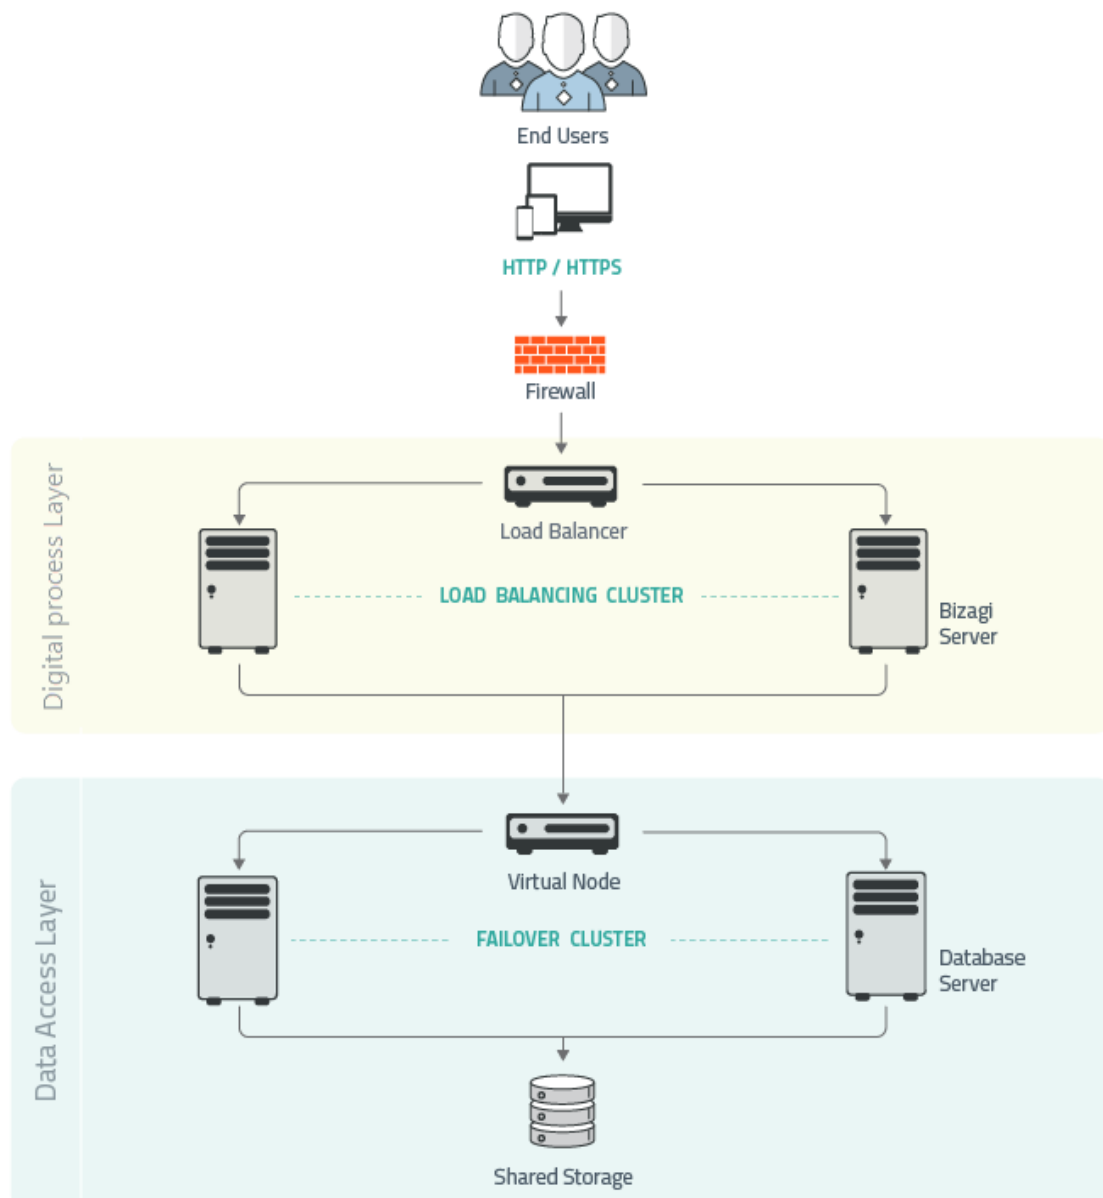 End Users
HTTP / HTTPS
Firewall
Digital process Layer
Load Balancer
LOAD BALANCING CLUSTER
Bizagi
Server
Data Access Layer
Virtual Node
FAILOVER CLUSTER
Database
Server
Shared Storage